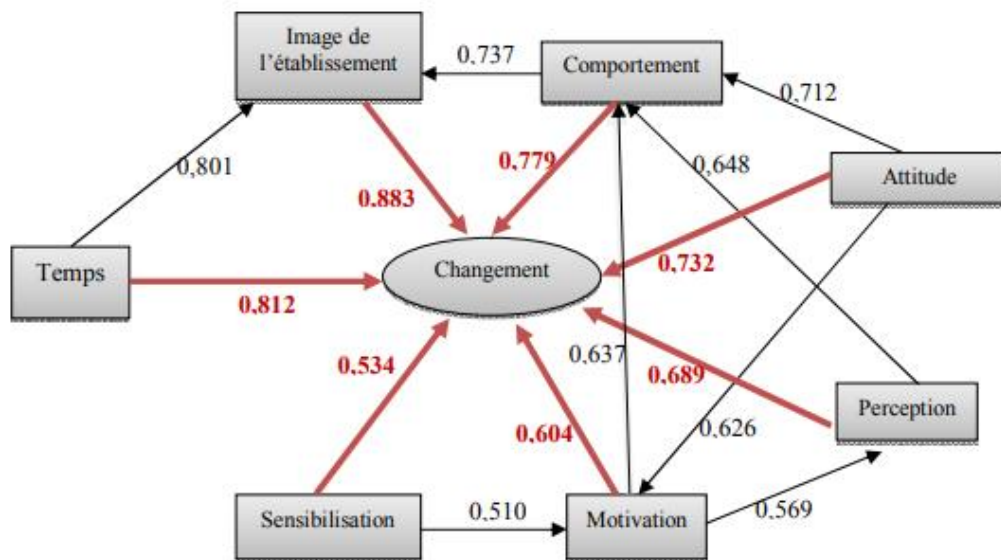 Image de
l'établissement
0,737
Comportement
0,712
0,801
0,779
0,648
0.883
Attitude
Temps
Changement
0,732
0.812
0,534
0,637
0,689
Perception
0,604
0,626
Sensibilisation
0,510
Motivation
0,569